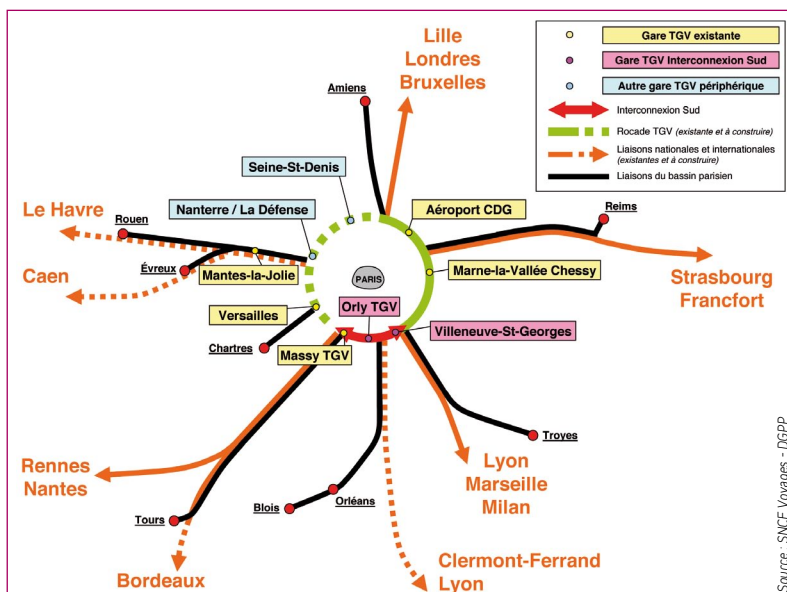 Lille
Londres
Bruxelles
Amiens
Gare TGV existante
Gare TGV Interconnexion Sud
Autre gare TGV périphérique
Interconnexion Sud
Rocade TGV (existante et à construire)
Liaisons nationales et internationales
(existantes et à construire)
Liaisons du bassin parisien
Seine-St-Denis
Le Havre
Rouen
Nanterre / La Défense
Aéroport CDG
Reims
Caen
Évreux
Mantes-la-Jolie
PARIS
Marne-la-Vallée Chessy
Strasbourg
Francfort
Versailles
Orly TGV
Villeneuve-St-Georges
Chartres
Massy TGV
Troyes
Rennes
Nantes
Lyon
Marseille
Milan
Tours
Blois
Orléans
Bordeaux
Clermont-Ferrand
Lyon
Source : SNCF Voyages - DGPP